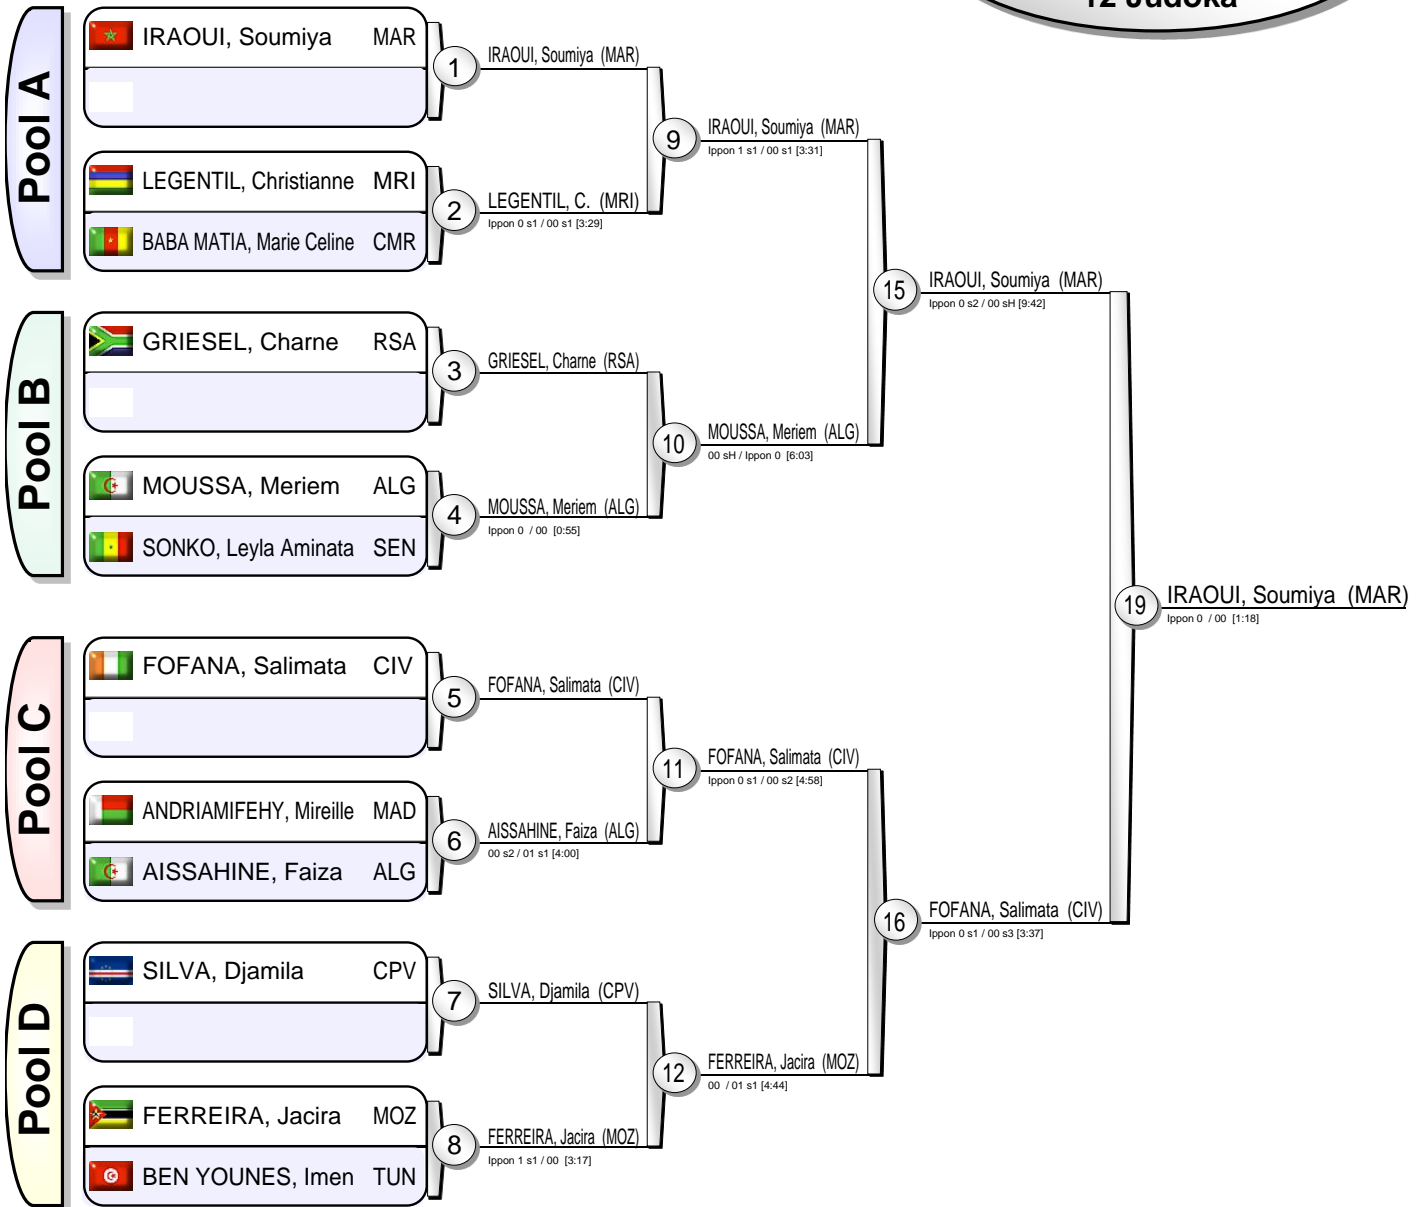 12 Judoka
Pool A
IRAOUI, Soumiya MAR
LEGENTIL, Christianne MRI
BABA MATIA, Marie Celine CMR
Pool B
GRIESEL, Charne RSA
MOUSSA, Meriem ALG
SONKO, Leyla Aminata SEN
Pool C
FOFANA, Salimata CIV
ANDRIAMIFEHY, Mireille MAD
AISSAHINE, Faiza ALG
Pool D
SILVA, Djamila CPV
FERREIRA, Jacira MOZ
BEN YOUNES, Imen TUN
1
IRAOUI, Soumiya (MAR)
2
LEGENTIL, C. (MRI)
Ippon 0 s1 / 00 s1 [3:29]
3
GRIESEL, Charne (RSA)
4
MOUSSA, Meriem (ALG)
Ippon 0 / 00 [0:55]
5
FOFANA, Salimata (CIV)
6
AISSAHINE, Faiza (ALG)
00 s2 / 01 s1 [4:00]
7
SILVA, Djamila (CPV)
8
FERREIRA, Jacira (MOZ)
Ippon 1 s1 / 00 [3:17]
9
IRAOUI, Soumiya (MAR)
Ippon 1 s1 / 00 s1 [3:31]
10
MOUSSA, Meriem (ALG)
00 sH / Ippon 0 [6:03]
11
FOFANA, Salimata (CIV)
Ippon 0 s1 / 00 s2 [4:58]
12
FERREIRA, Jacira (MOZ)
00 / 01 s1 [4:44]
15
IRAOUI, Soumiya (MAR)
Ippon 0 s2 / 00 sH [9:42]
16
FOFANA, Salimata (CIV)
Ippon 0 s1 / 00 s3 [3:37]
19
IRAOUI, Soumiya (MAR)
Ippon 0 / 00 [1:18]